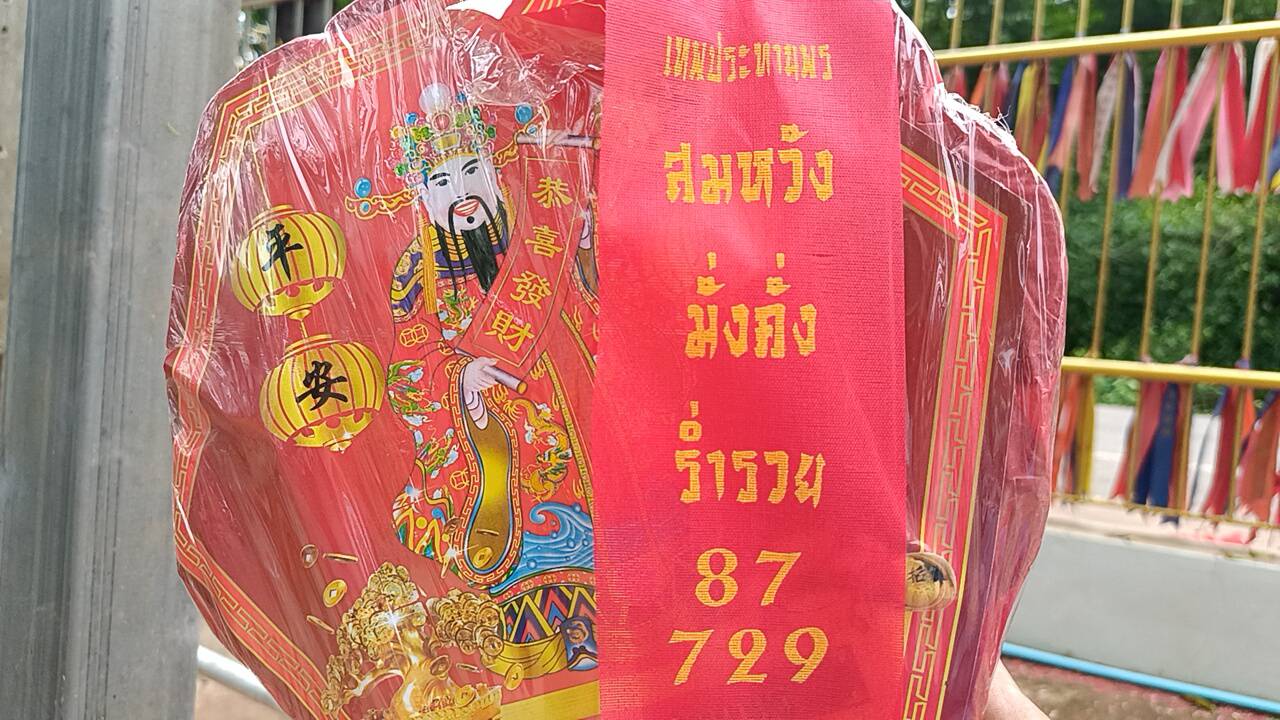 平
安
恭
喜
發
財
เทพประทานพร
สมหวัง
มั่งคั่ง
ร่ำรวย
87
729